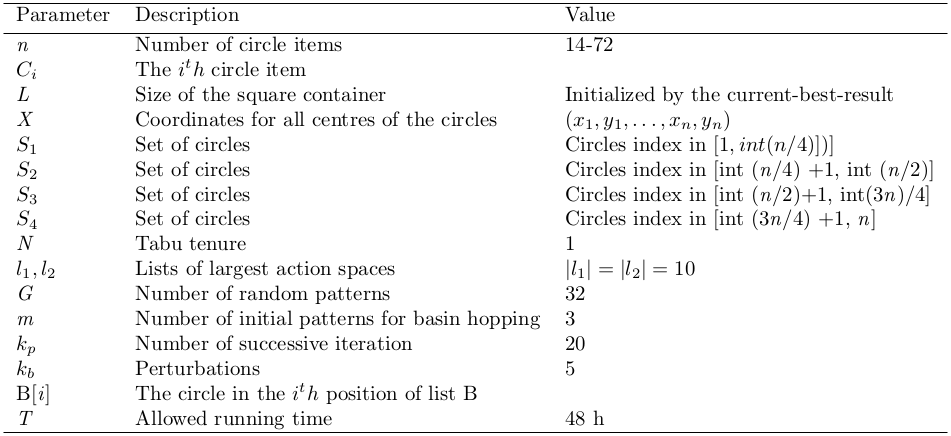 Parameter Description Value
n Number of circle items 14-72
C_i The i^th circle item
L Size of the square container Initialized by the current-best-result
X Coordinates for all centres of the circles (x_1, y_1, ..., x_n, y_n)
S_1 Set of circles Circles index in [1, int(n/4)])]
S_2 Set of circles Circles index in [int (n/4) +1, int (n/2)]
S_3 Set of circles Circles index in [int (n/2)+1, int(3n)/4]
S_4 Set of circles Circles index in [int (3n/4) +1, n]
N Tabu tenure 1
l_1, l_2 Lists of largest action spaces |l_1| = |l_2| = 10
G Number of random patterns 32
m Number of initial patterns for basin hopping 3
k_p Number of successive iteration 20
k_b Perturbations 5
B[i] The circle in the i^th position of list B
T Allowed running time 48 h